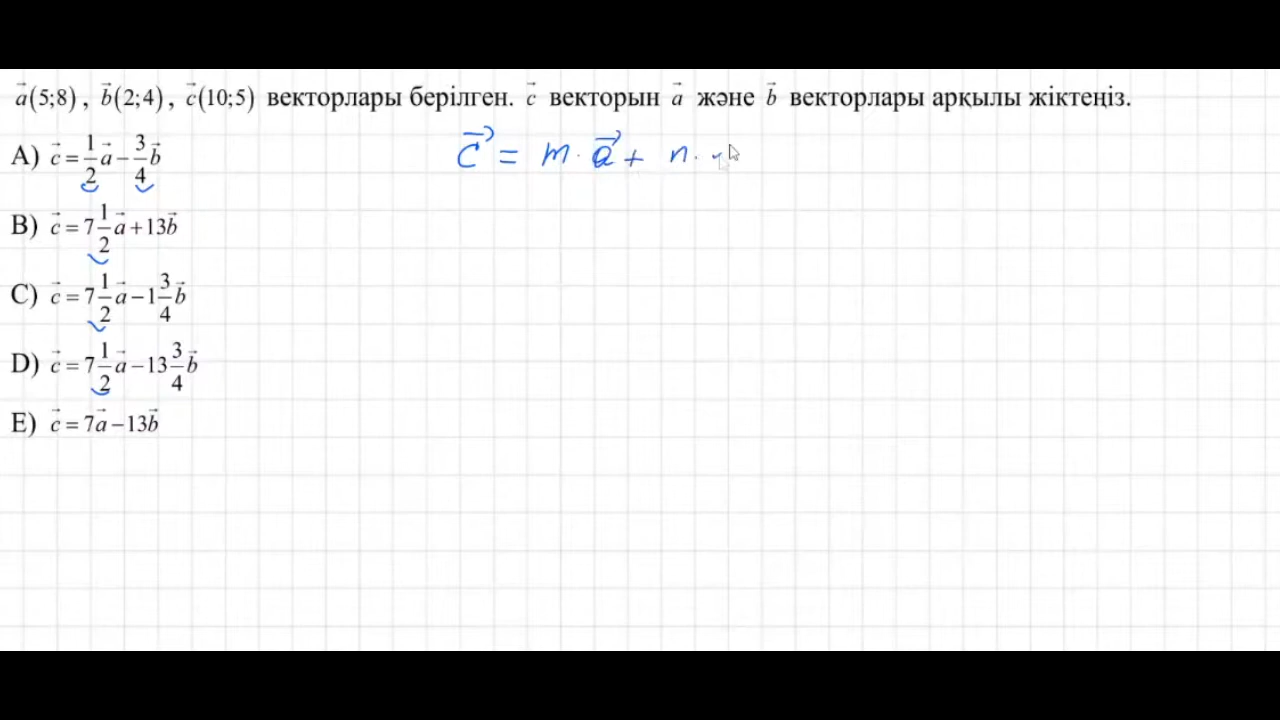 a⃗(5;8) , b⃗(2;4) , c⃗(10;5) векторлары берілген. c⃗ векторын a⃗ және b⃗ векторлары арқылы жіктеңіз.
c⃗ = m · a⃗ + n ·
A) c⃗ = 1/2 a⃗ − 3/4 b⃗
B) c⃗ = 7 1/2 a⃗ + 13b⃗
C) c⃗ = 7 1/2 a⃗ − 1 3/4 b⃗
D) c⃗ = 7 1/2 a⃗ − 13 3/4 b⃗
E) c⃗ = 7a⃗ − 13b⃗